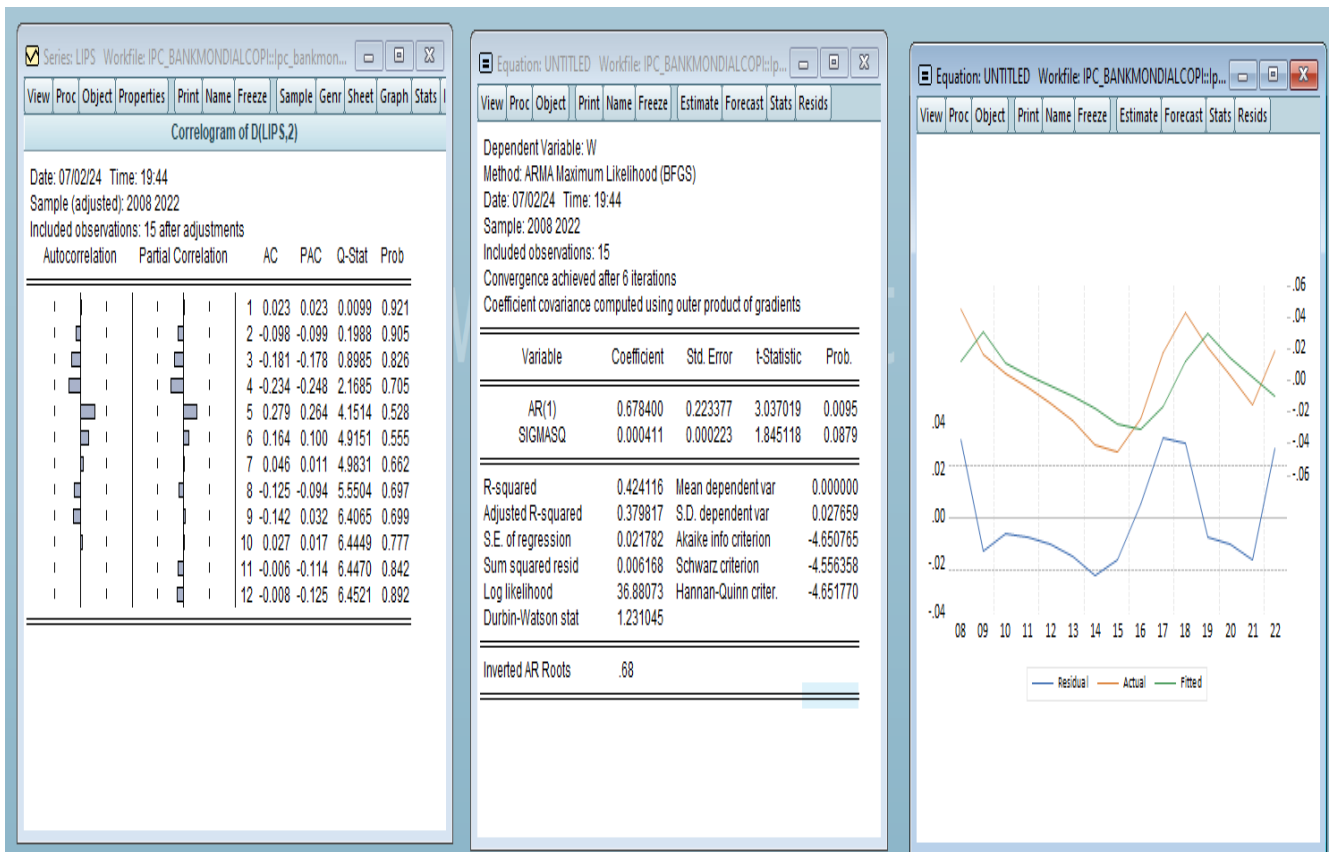 Series: LIPS Workfile: IPC_BANKMONDIALCOPI::Ipc_bankmon...
View Proc Object Properties Print Name Freeze Sample Genr Sheet Graph Stats
Correlogram of D(LIPS,2)
Date: 07/02/24 Time: 19:44
Sample (adjusted): 2008 2022
Included observations: 15 after adjustments
Autocorrelation Partial Correlation AC PAC Q-Stat Prob
1 0.023 0.023 0.0099 0.921
2 -0.098 -0.099 0.1988 0.905
3 -0.181 -0.178 0.8985 0.826
4 -0.234 -0.248 2.1685 0.705
5 0.279 0.264 4.1514 0.528
6 0.164 0.100 4.9151 0.555
7 0.046 0.011 4.9831 0.662
8 -0.125 -0.094 5.5504 0.697
9 -0.142 0.032 6.4065 0.699
10 0.027 0.017 6.4449 0.777
11 -0.006 -0.114 6.4470 0.842
12 -0.008 -0.125 6.4521 0.892
Equation: UNTITLED Workfile: IPC_BANKMONDIALCOPI::Ip...
View Proc Object Print Name Freeze Estimate Forecast Stats Resids
Dependent Variable: W
Method: ARMA Maximum Likelihood (BFGS)
Date: 07/02/24 Time: 19:44
Sample: 2008 2022
Included observations: 15
Convergence achieved after 6 iterations
Coefficient covariance computed using outer product of gradients
Variable Coefficient Std. Error t-Statistic Prob.
AR(1) 0.678400 0.223377 3.037019 0.0095
SIGMASQ 0.000411 0.000223 1.845118 0.0879
R-squared 0.424116 Mean dependent var 0.000000
Adjusted R-squared 0.379817 S.D. dependent var 0.027659
S.E. of regression 0.021782 Akaike info criterion -4.650765
Sum squared resid 0.006168 Schwarz criterion -4.556358
Log likelihood 36.88073 Hannan-Quinn criter. -4.651770
Durbin-Watson stat 1.231045
Inverted AR Roots .68
Equation: UNTITLED Workfile: IPC_BANKMONDIALCOPI::Ip...
View Proc Object Print Name Freeze Estimate Forecast Stats Resids
.06
.04
.02
.00
-.02
-.04
-.06
.04
.02
.00
-.02
-.04
08 09 10 11 12 13 14 15 16 17 18 19 20 21 22
Residual Actual Fitted